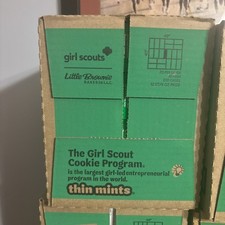 girl scouts
Little Brownie
BAKERS
The Girl Scout
Cookie Program.
is the largest girl-led entrepreneurial
program in the world.
thin mints